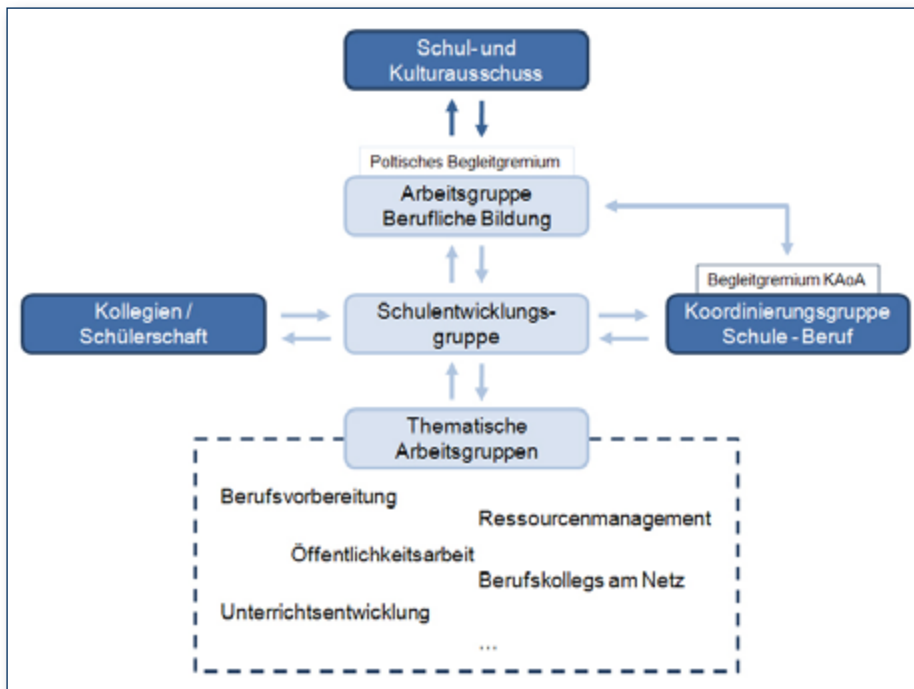 Schul- und
Kulturausschuss
Poltisches Begleitgremium
Arbeitsgruppe
Berufliche Bildung
Begleitgremium KAoA
Kollegien /
Schülerschaft
Schulentwicklungs-
gruppe
Koordinierungsgruppe
Schule - Beruf
Thematische
Arbeitsgruppen
Berufsvorbereitung
Ressourcenmanagement
Öffentlichkeitsarbeit
Berufskollegs am Netz
Unterrichtsentwicklung
...